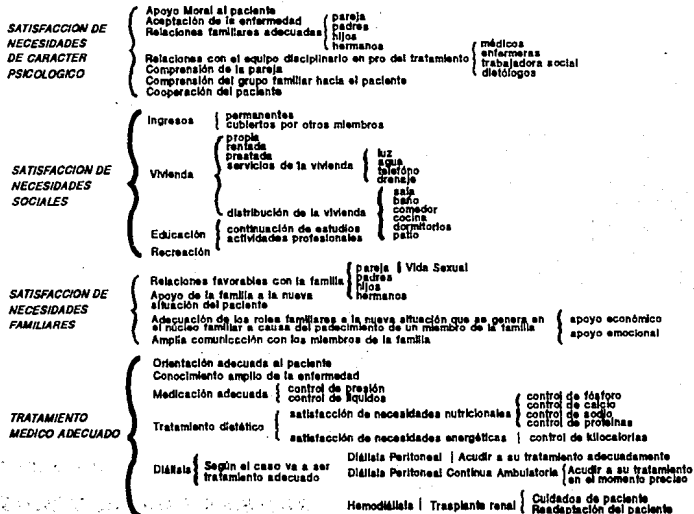 SATISFACCION DE
NECESIDADES
DE CARACTER
PSICOLOGICO
Apoyo Moral al paciente
Aceptación de la enfermedad
Relaciones familiares adecuadas
pareja
padres
hijos
hermanos
Relaciones con el equipo disciplinario en pro del tratamiento
médicos
enfermeras
trabajadora social
dietólogos
Comprensión de la pareja
Comprensión del grupo familiar hacia el paciente
Cooperación del paciente
SATISFACCION DE
NECESIDADES
SOCIALES
Ingresos
permanentes
cubiertos por otros miembros
Vivienda
propia
rentada
prestada
servicios de la vivienda
luz
agua
teléfono
drenaje
distribución de la vivienda
sala
baño
comedor
cocina
dormitorios
patio
Educación
continuación de estudios
actividades profesionales
Recreación
SATISFACCION DE
NECESIDADES
FAMILIARES
Relaciones favorables con la familia
pareja Vida Sexual
padres
hijos
hermanos
Apoyo de la familia a la nueva
situación del paciente
Adecuación de los roles familiares a la nueva situación que se genera en
el núcleo familiar a causa del padecimiento de un miembro de la familia
apoyo económico
apoyo emocional
Amplia comunicación con los miembros de la familia
TRATAMIENTO
MEDICO ADECUADO
Orientación adecuada al paciente
Conocimiento amplio de la enfermedad
Medicación adecuada
control de presión
control de líquidos
Tratamiento dietético
satisfacción de necesidades nutricionales
control de fósforo
control de calcio
control de sodio
control de proteínas
satisfacción de necesidades energéticas control de kilocalorías
Diálisis
Según el caso va a ser
tratamiento adecuado
Diálisis Peritoneal Acudir a su tratamiento adecuadamente
Diálisis Peritoneal Continua Ambulatoria
Acudir a su tratamiento
en el momento preciso
Hemodiálisis Trasplante renal
Cuidados de paciente
Readaptación del paciente